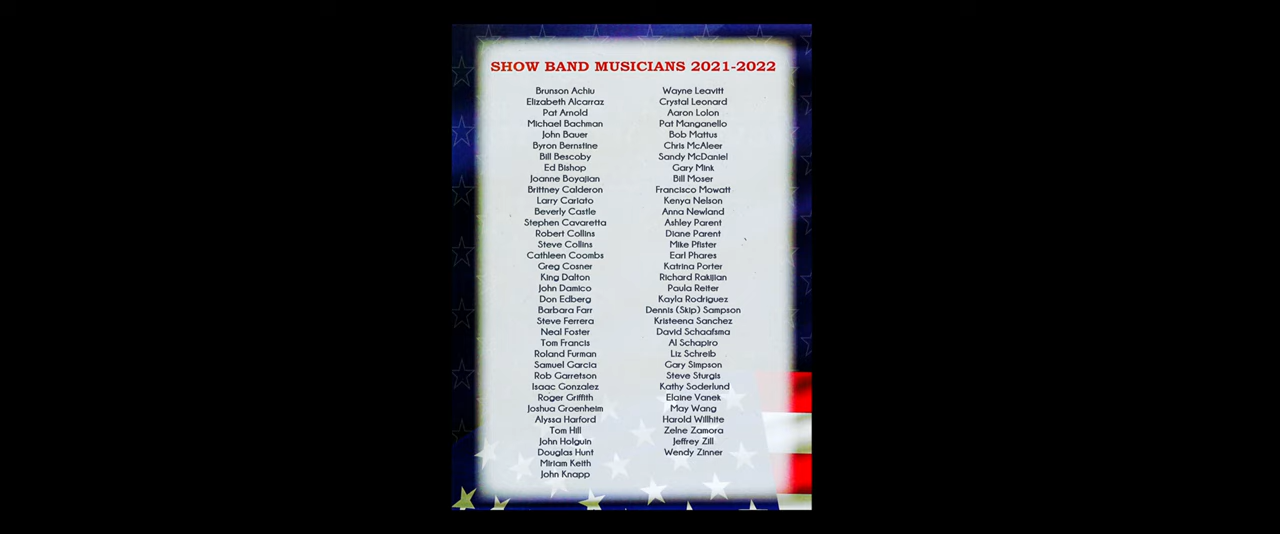 SHOW BAND MUSICIANS 2021-2022
Brunson Achiu
Elizabeth Alcarraz
Pat Arnold
Michael Bachman
John Bauer
Byron Bernstine
Bill Bescoby
Ed Bishop
Joanne Boyajian
Brittney Calderon
Larry Cariato
Beverly Castle
Stephen Cavaretta
Robert Collins
Steve Collins
Cathleen Coombs
Greg Cosner
King Dalton
John Damico
Don Edberg
Barbara Farr
Steve Ferrera
Neal Foster
Tom Francis
Roland Furman
Samuel Garcia
Rob Garretson
Isaac Gonzalez
Roger Griffith
Joshua Groenheim
Alyssa Harford
Tom Hill
John Holguin
Douglas Hunt
Miriam Keith
John Knapp
Wayne Leavitt
Crystal Leonard
Aaron Lolon
Pat Manganello
Bob Mattus
Chris McAleer
Sandy McDaniel
Gary Mink
Bill Moser
Francisco Mowatt
Kenya Nelson
Anna Newland
Ashley Parent
Diane Parent
Mike Pfister
Earl Phares
Katrina Porter
Richard Rakijian
Paula Reiter
Kayla Rodriguez
Dennis (Skip) Sampson
Kristeena Sanchez
David Schaafsma
Al Schapiro
Liz Schreib
Gary Simpson
Steve Sturgis
Kathy Soderlund
Elaine Vanek
May Wang
Harold Willhite
Zelne Zamora
Jeffrey Zill
Wendy Zinner